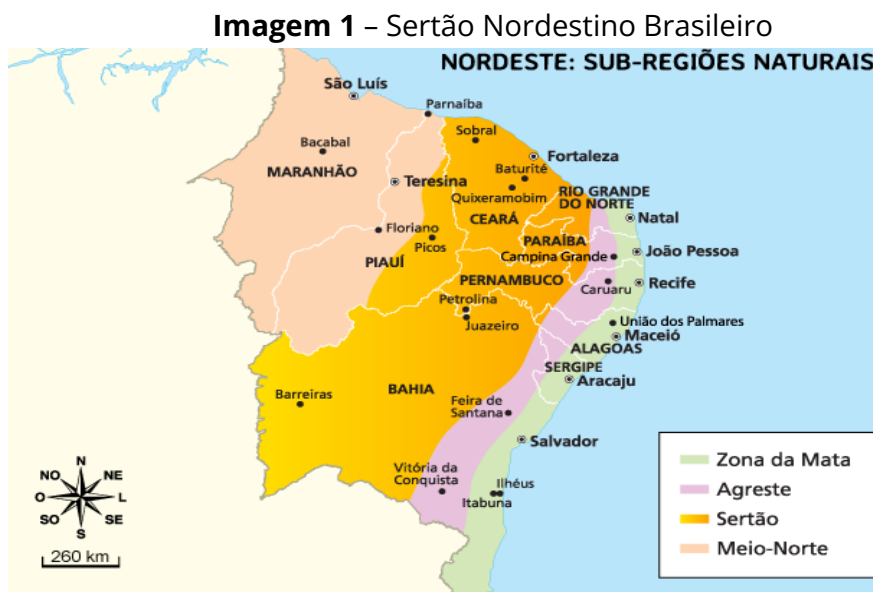 Imagem 1 – Sertão Nordestino Brasileiro
NORDESTE: SUB-REGIÕES NATURAIS
São Luís
Parnaíba
Sobral
Bacabal
Fortaleza
MARANHÃO
Baturité
Teresina
Quixeramobim
RIO GRANDE
DO NORTE
CEARÁ
Natal
Floriano
Picos
PARAÍBA
João Pessoa
Campina Grande
PIAUÍ
PERNAMBUCO
Caruaru
Recife
Petrolina
Juazeiro
União dos Palmares
Maceió
ALAGOAS
SERGIPE
Aracaju
Barreiras
BAHIA
Feira de
Santana
Salvador
Vitória da
Conquista
Ilhéus
Itabuna
N
NO
NE
O
L
SO
SE
S
260 km
Zona da Mata
Agreste
Sertão
Meio-Norte